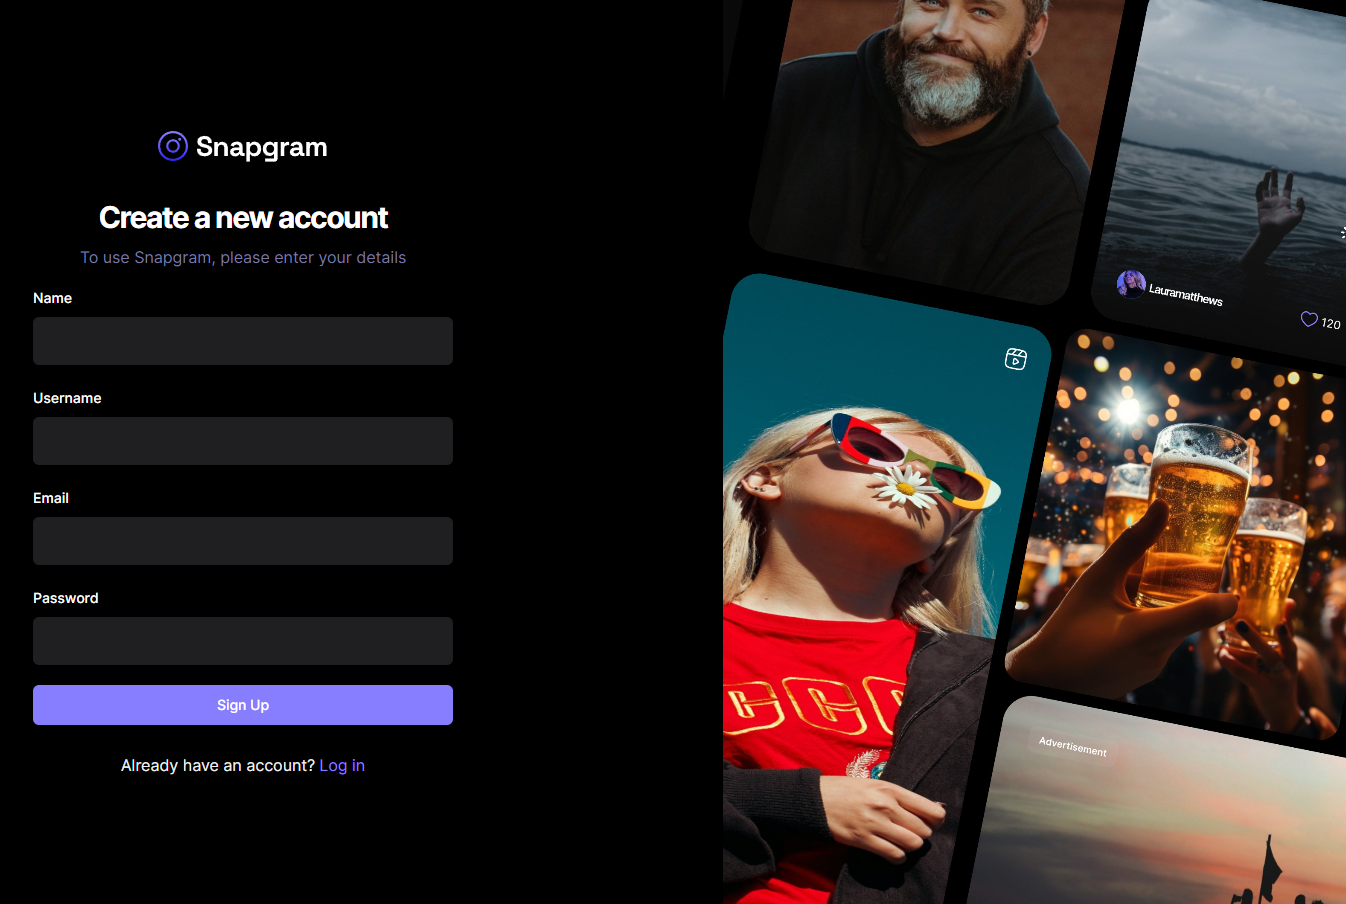 Snapgram
Create a new account
To use Snapgram, please enter your details
Name
Username
Email
Password
Sign Up
Already have an account? Log in
Lauramatthews
120
Advertisement